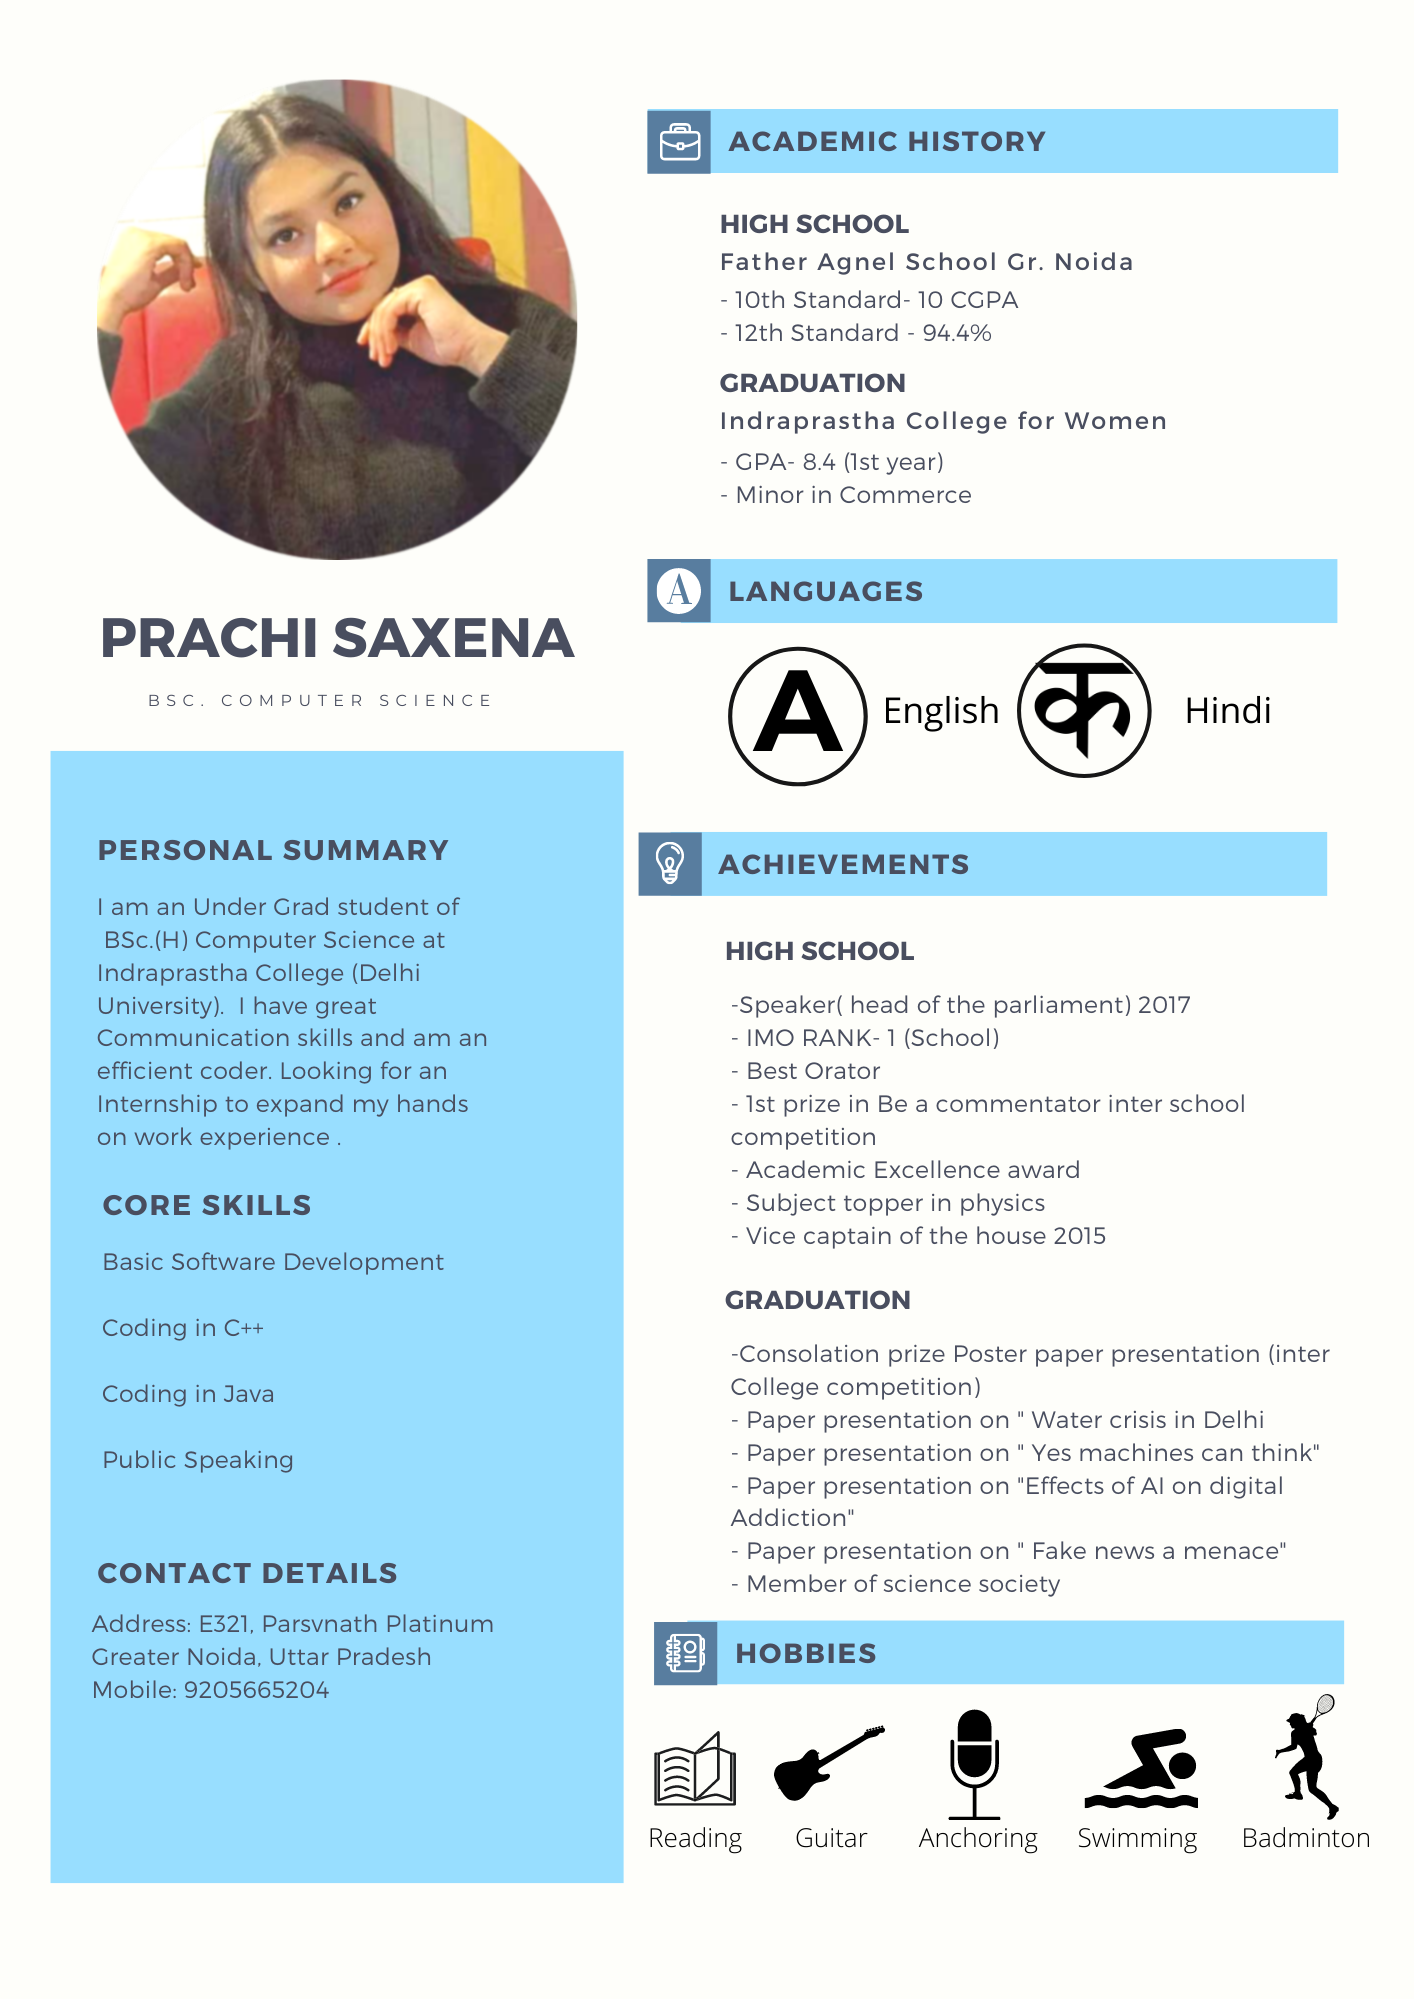 PRACHI SAXENA
BSC. COMPUTER SCIENCE
PERSONAL SUMMARY
I am an Under Grad student of
BSc.(H) Computer Science at
Indraprastha College (Delhi
University). I have great
Communication skills and am an
efficient coder. Looking for an
Internship to expand my hands
on work experience .
CORE SKILLS
Basic Software Development
Coding in C++
Coding in Java
Public Speaking
CONTACT DETAILS
Address: E321, Parsvnath Platinum
Greater Noida, Uttar Pradesh
Mobile: 9205665204
ACADEMIC HISTORY
HIGH SCHOOL
Father Agnel School Gr. Noida
- 10th Standard- 10 CGPA
- 12th Standard - 94.4%
GRADUATION
Indraprastha College for Women
- GPA- 8.4 (1st year)
- Minor in Commerce
A LANGUAGES
A English क Hindi
ACHIEVEMENTS
HIGH SCHOOL
-Speaker( head of the parliament) 2017
- IMO RANK- 1 (School)
- Best Orator
- 1st prize in Be a commentator inter school
competition
- Academic Excellence award
- Subject topper in physics
- Vice captain of the house 2015
GRADUATION
-Consolation prize Poster paper presentation (inter
College competition)
- Paper presentation on " Water crisis in Delhi
- Paper presentation on " Yes machines can think"
- Paper presentation on "Effects of AI on digital
Addiction"
- Paper presentation on " Fake news a menace"
- Member of science society
HOBBIES
Reading Guitar Anchoring Swimming Badminton